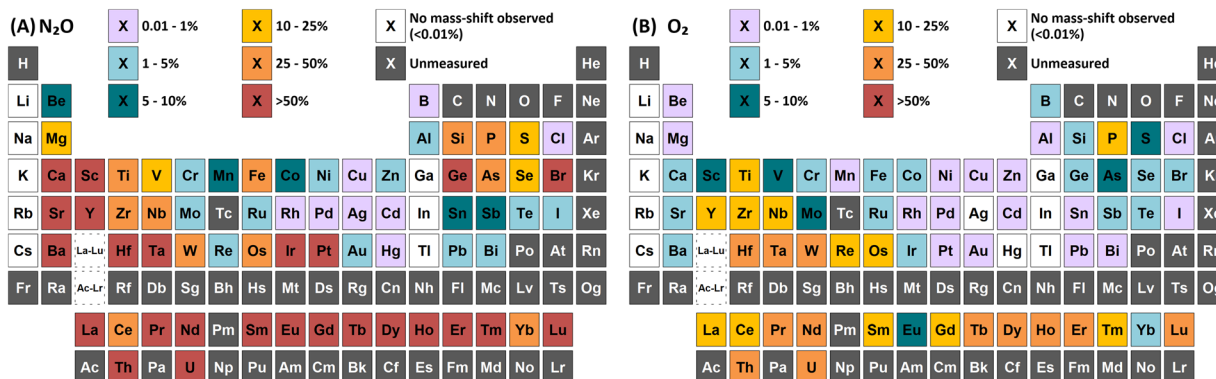 (A) N₂O X 0.01 - 1% X 10 - 25% X No mass-shift observed (<0.01%)
X 1 - 5% X 25 - 50% X Unmeasured
X 5 - 10% X >50%
H He
Li Be B C N O F Ne
Na Mg Al Si P S Cl Ar
K Ca Sc Ti V Cr Mn Fe Co Ni Cu Zn Ga Ge As Se Br Kr
Rb Sr Y Zr Nb Mo Tc Ru Rh Pd Ag Cd In Sn Sb Te I Xe
Cs Ba La-Lu Hf Ta W Re Os Ir Pt Au Hg Tl Pb Bi Po At Rn
Fr Ra Ac-Lr Rf Db Sg Bh Hs Mt Ds Rg Cn Nh Fl Mc Lv Ts Og
La Ce Pr Nd Pm Sm Eu Gd Tb Dy Ho Er Tm Yb Lu
Ac Th Pa U Np Pu Am Cm Bk Cf Es Fm Md No Lr
(B) O₂ X 0.01 - 1% X 10 - 25% X No mass-shift observed (<0.01%)
X 1 - 5% X 25 - 50% X Unmeasured
X 5 - 10% X >50%
H He
Li Be B C N O F Ne
Na Mg Al Si P S Cl A
K Ca Sc Ti V Cr Mn Fe Co Ni Cu Zn Ga Ge As Se Br K
Rb Sr Y Zr Nb Mo Tc Ru Rh Pd Ag Cd In Sn Sb Te I Xe
Cs Ba La-Lu Hf Ta W Re Os Ir Pt Au Hg Tl Pb Bi Po At Rn
Fr Ra Ac-Lr Rf Db Sg Bh Hs Mt Ds Rg Cn Nh Fl Mc Lv Ts Og
La Ce Pr Nd Pm Sm Eu Gd Tb Dy Ho Er Tm Yb Lu
Ac Th Pa U Np Pu Am Cm Bk Cf Es Fm Md No Lr